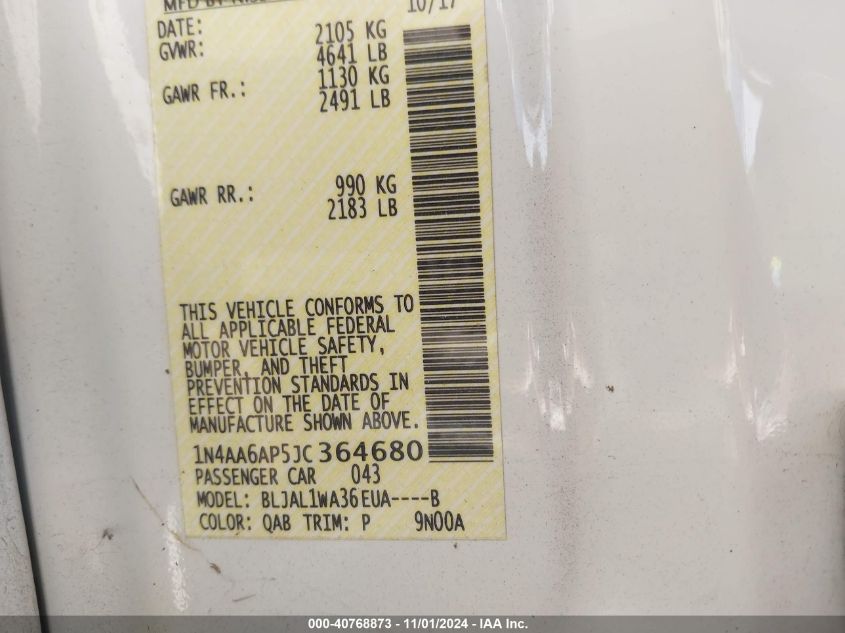 MFD BY
10/17
DATE:
GVWR: 2105 KG
4641 LB
GAWR FR.: 1130 KG
2491 LB
GAWR RR.: 990 KG
2183 LB
THIS VEHICLE CONFORMS TO
ALL APPLICABLE FEDERAL
MOTOR VEHICLE SAFETY,
BUMPER, AND THEFT
PREVENTION STANDARDS IN
EFFECT ON THE DATE OF
MANUFACTURE SHOWN ABOVE.
1N4AA6AP5JC364680
PASSENGER CAR 043
MODEL: BLJAL1WA36EUA----B
COLOR: QAB TRIM: P 9N00A
000-40768873 - 11/01/2024 - IAA Inc.